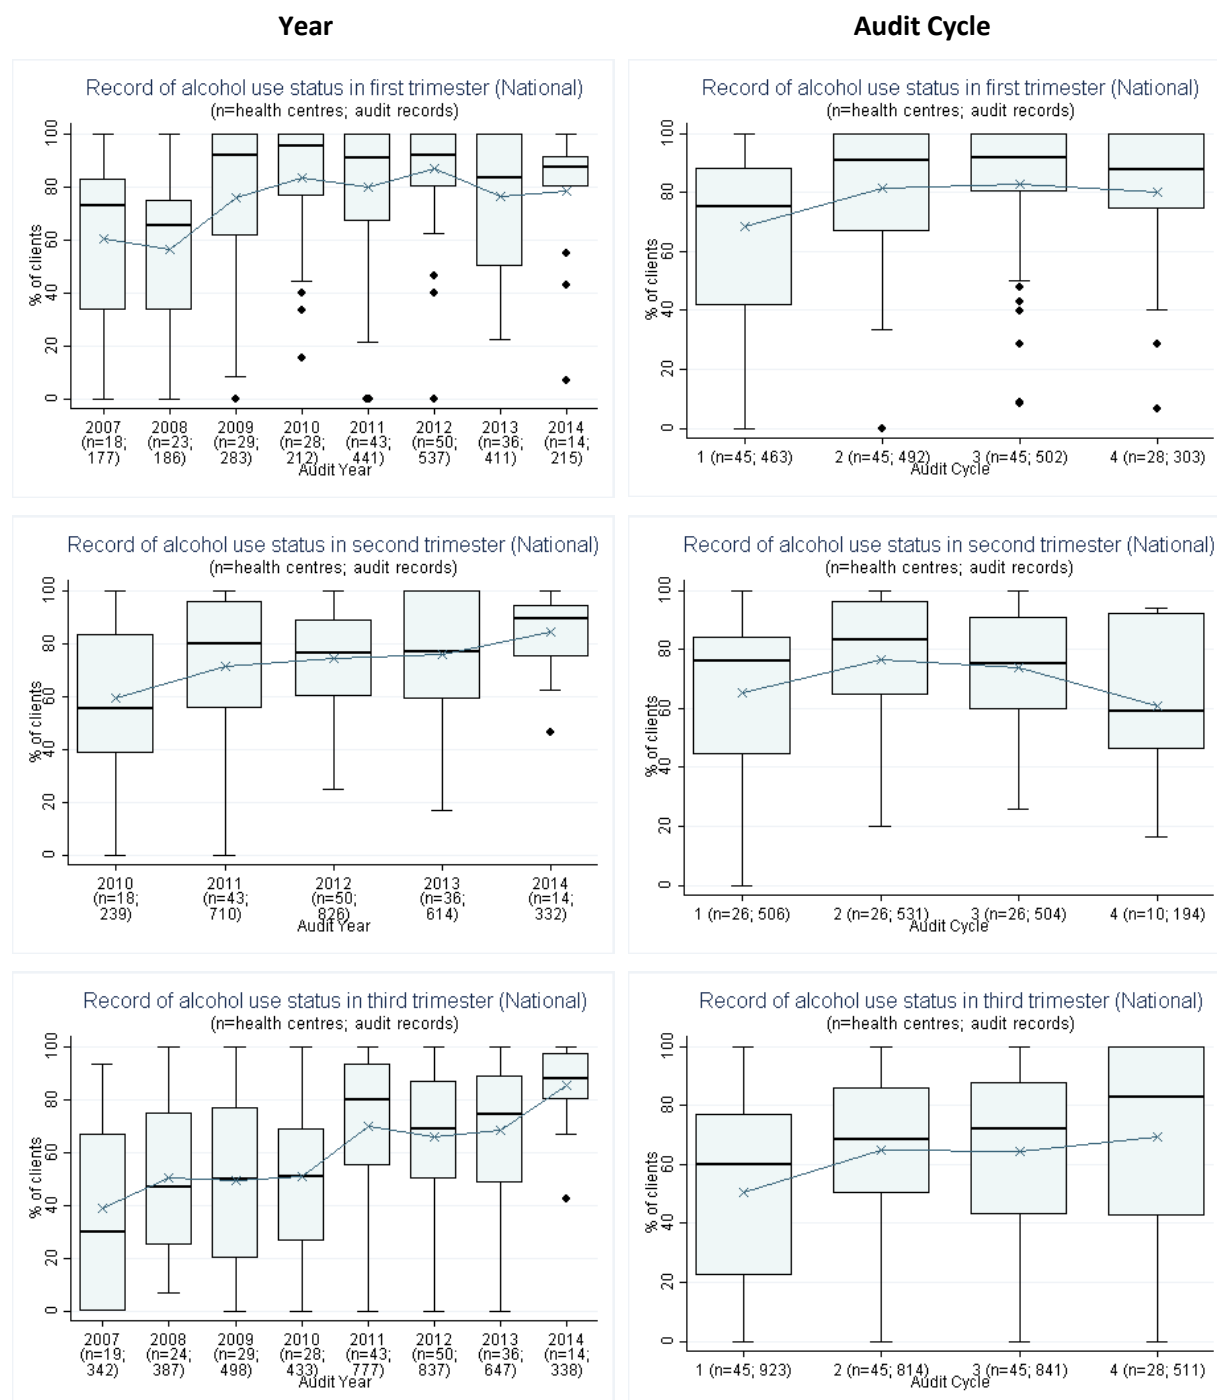 Year
Audit Cycle
Record of alcohol use status in first trimester (National)
(n=health centres; audit records)
% of clients
100
80
60
40
20
0
2007 2008 2009 2010 2011 2012 2013 2014
(n=18; (n=23; (n=29; (n=28; (n=43; (n=50; (n=36; (n=14;
177) 186) 283) 212) 441) 537) 411) 215)
Audit Year
Record of alcohol use status in first trimester (National)
(n=health centres; audit records)
% of clients
100
80
60
40
20
0
1 (n=45; 463) 2 (n=45; 492) 3 (n=45; 502) 4 (n=28; 303)
Audit Cycle
Record of alcohol use status in second trimester (National)
(n=health centres; audit records)
% of clients
100
80
60
40
20
0
2010 2011 2012 2013 2014
(n=18; (n=43; (n=50; (n=36; (n=14;
239) 710) 826) 614) 332)
Audit Year
Record of alcohol use status in second trimester (National)
(n=health centres; audit records)
% of clients
100
80
60
40
20
0
1 (n=26; 506) 2 (n=26; 531) 3 (n=26; 504) 4 (n=10; 194)
Audit Cycle
Record of alcohol use status in third trimester (National)
(n=health centres; audit records)
% of clients
100
80
60
40
20
0
2007 2008 2009 2010 2011 2012 2013 2014
(n=19; (n=24; (n=29; (n=28; (n=43; (n=50; (n=36; (n=14;
342) 387) 498) 433) 777) 837) 647) 338)
Audit Year
Record of alcohol use status in third trimester (National)
(n=health centres; audit records)
% of clients
100
80
60
40
20
0
1 (n=45; 923) 2 (n=45; 814) 3 (n=45; 841) 4 (n=28; 511)
Audit Cycle